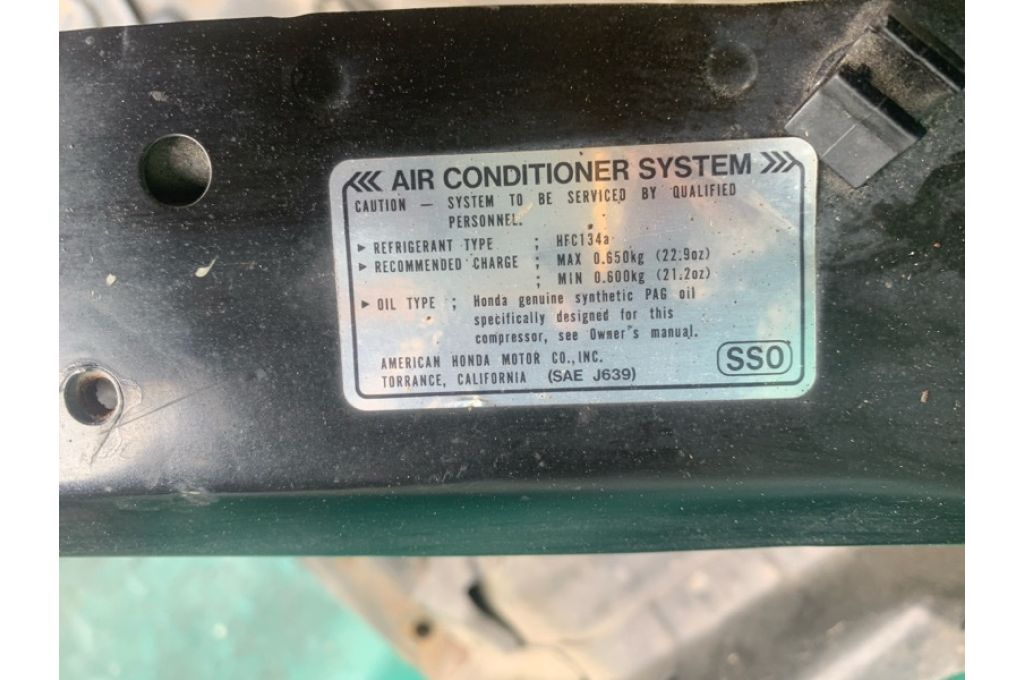 AIR CONDITIONER SYSTEM
CAUTION — SYSTEM TO BE SERVICED BY QUALIFIED
PERSONNEL.
▶ REFRIGERANT TYPE ; HFC134a
▶ RECOMMENDED CHARGE ; MAX 0.650kg (22.9oz)
; MIN 0.600kg (21.2oz)
▶ OIL TYPE ; Honda genuine synthetic PAG oil
specifically designed for this
compressor, see Owner's manual.
AMERICAN HONDA MOTOR CO., INC.
TORRANCE, CALIFORNIA (SAE J639)
SS0